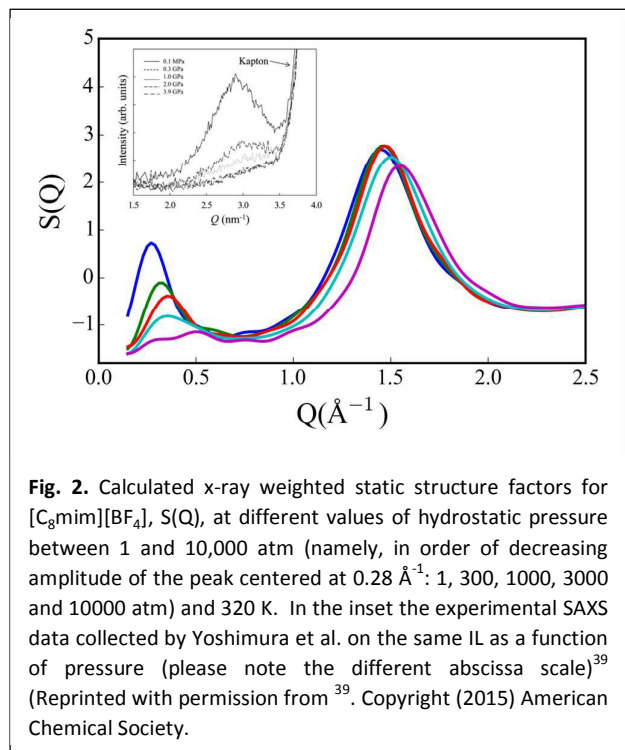 5
4
3
2
1
0
−1
S(Q)
0.0 0.5 1.0 1.5 2.0 2.5
Q(Å−1)
0.1 MPa
0.3 GPa
1.0 GPa
2.0 GPa
3.9 GPa
Kapton
Intensity (arb. units)
1.5 2.0 2.5 3.0 3.5 4.0
Q (nm-1)
Fig. 2. Calculated x-ray weighted static structure factors for
[C8mim][BF4], S(Q), at different values of hydrostatic pressure
between 1 and 10,000 atm (namely, in order of decreasing
amplitude of the peak centered at 0.28 Å-1: 1, 300, 1000, 3000
and 10000 atm) and 320 K. In the inset the experimental SAXS
data collected by Yoshimura et al. on the same IL as a function
of pressure (please note the different abscissa scale)39
(Reprinted with permission from 39. Copyright (2015) American
Chemical Society.